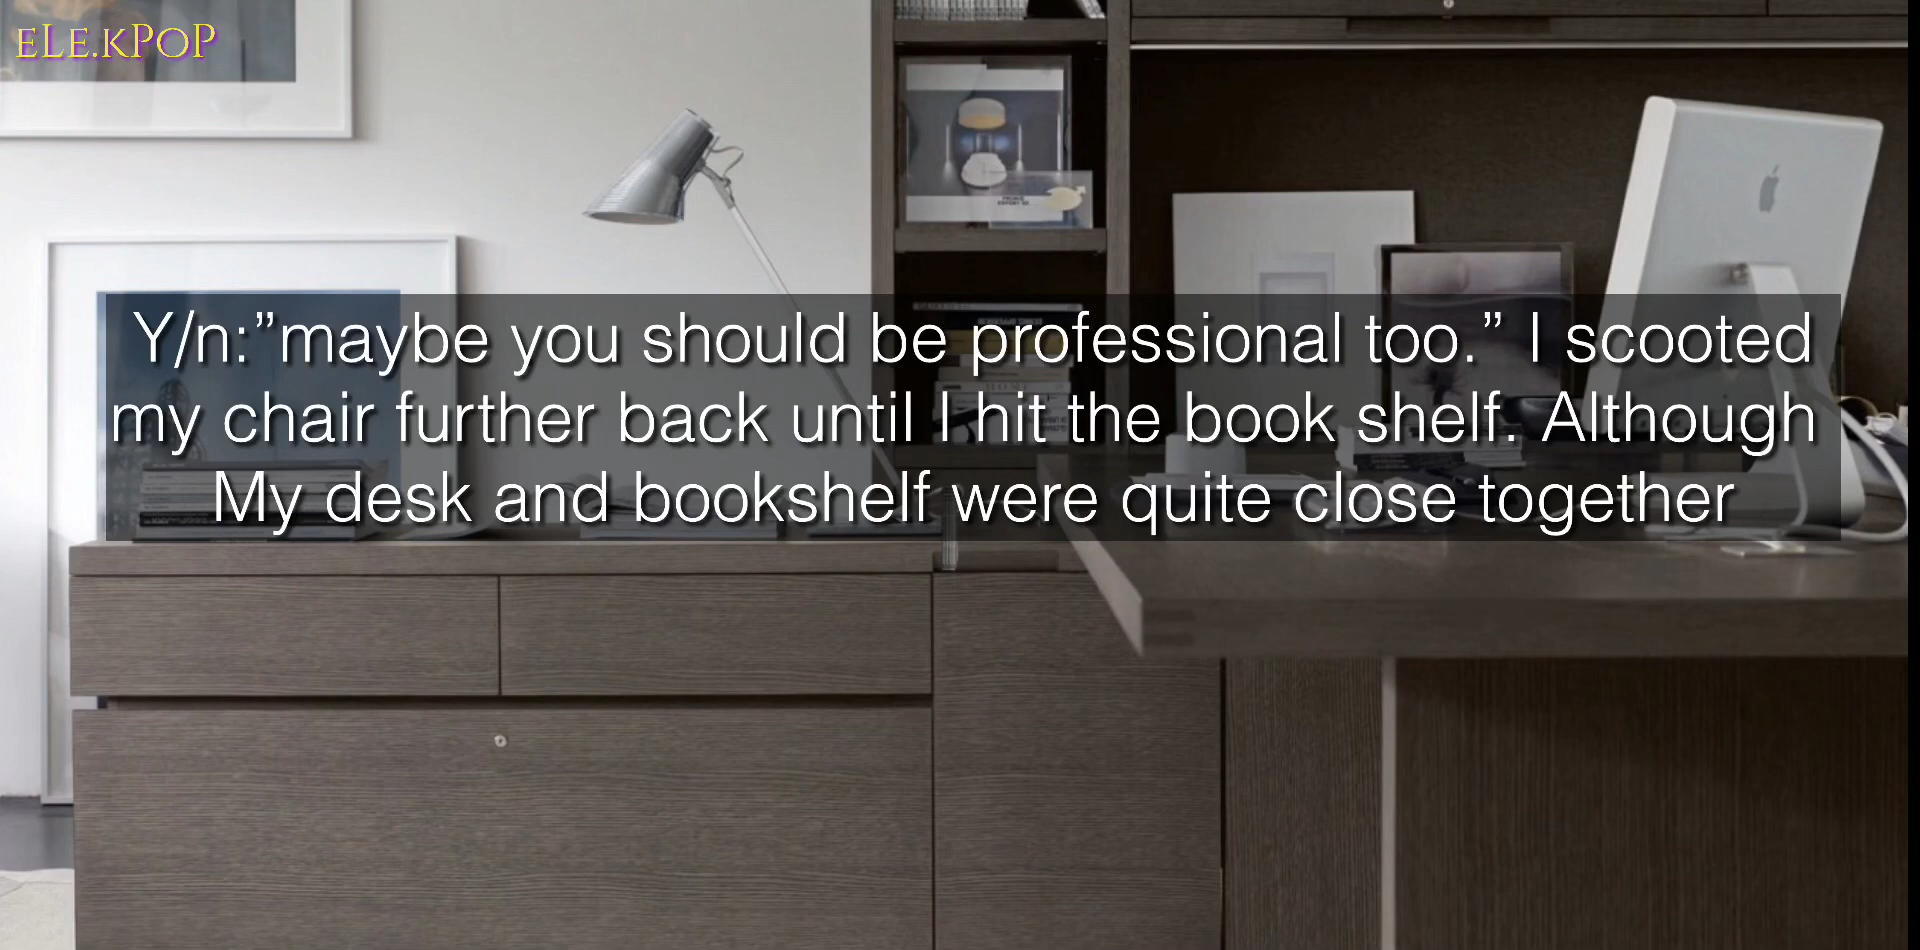 eLe.kPoP
Y/n:”maybe you should be professional too.” I scooted
my chair further back until I hit the book shelf. Although
My desk and bookshelf were quite close together